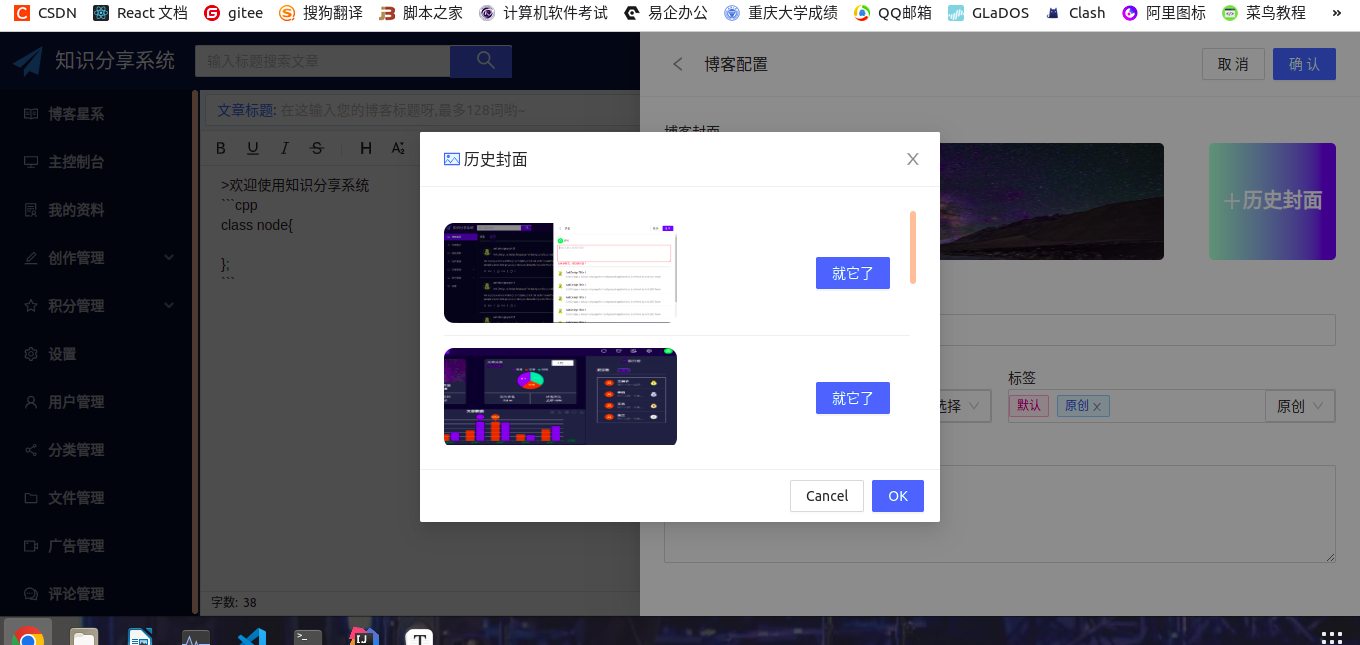 CSDN React 文档 gitee 搜狗翻译 脚本之家 计算机软件考试 易企办公 重庆大学成绩 QQ邮箱 GLaDOS Clash 阿里图标 菜鸟教程 »
知识分享系统 输入标题搜索文章
博客配置 取 消 确 认
博客星系
主控制台
我的资料
创作管理
积分管理
设置
用户管理
分类管理
文件管理
广告管理
评论管理
文章标题: 在这输入您的博客标题呀,最多128词哟~
B U I S H A
>欢迎使用知识分享系统
```cpp
class node{
};
```
字数: 38
博客封面
+历史封面
标签
选择
默认 原创 x
原创
历史封面
就它了
就它了
Cancel OK